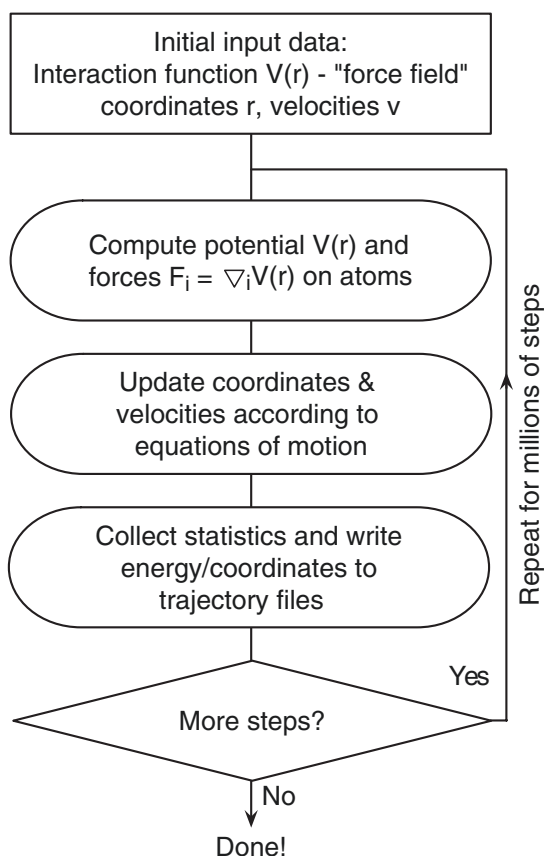 Initial input data:
Interaction function V(r) - "force field"
coordinates r, velocities v
Compute potential V(r) and
forces Fᵢ = ▽ᵢV(r) on atoms
Update coordinates &
velocities according to
equations of motion
Collect statistics and write
energy/coordinates to
trajectory files
Repeat for millions of steps
More steps?
Yes
No
Done!